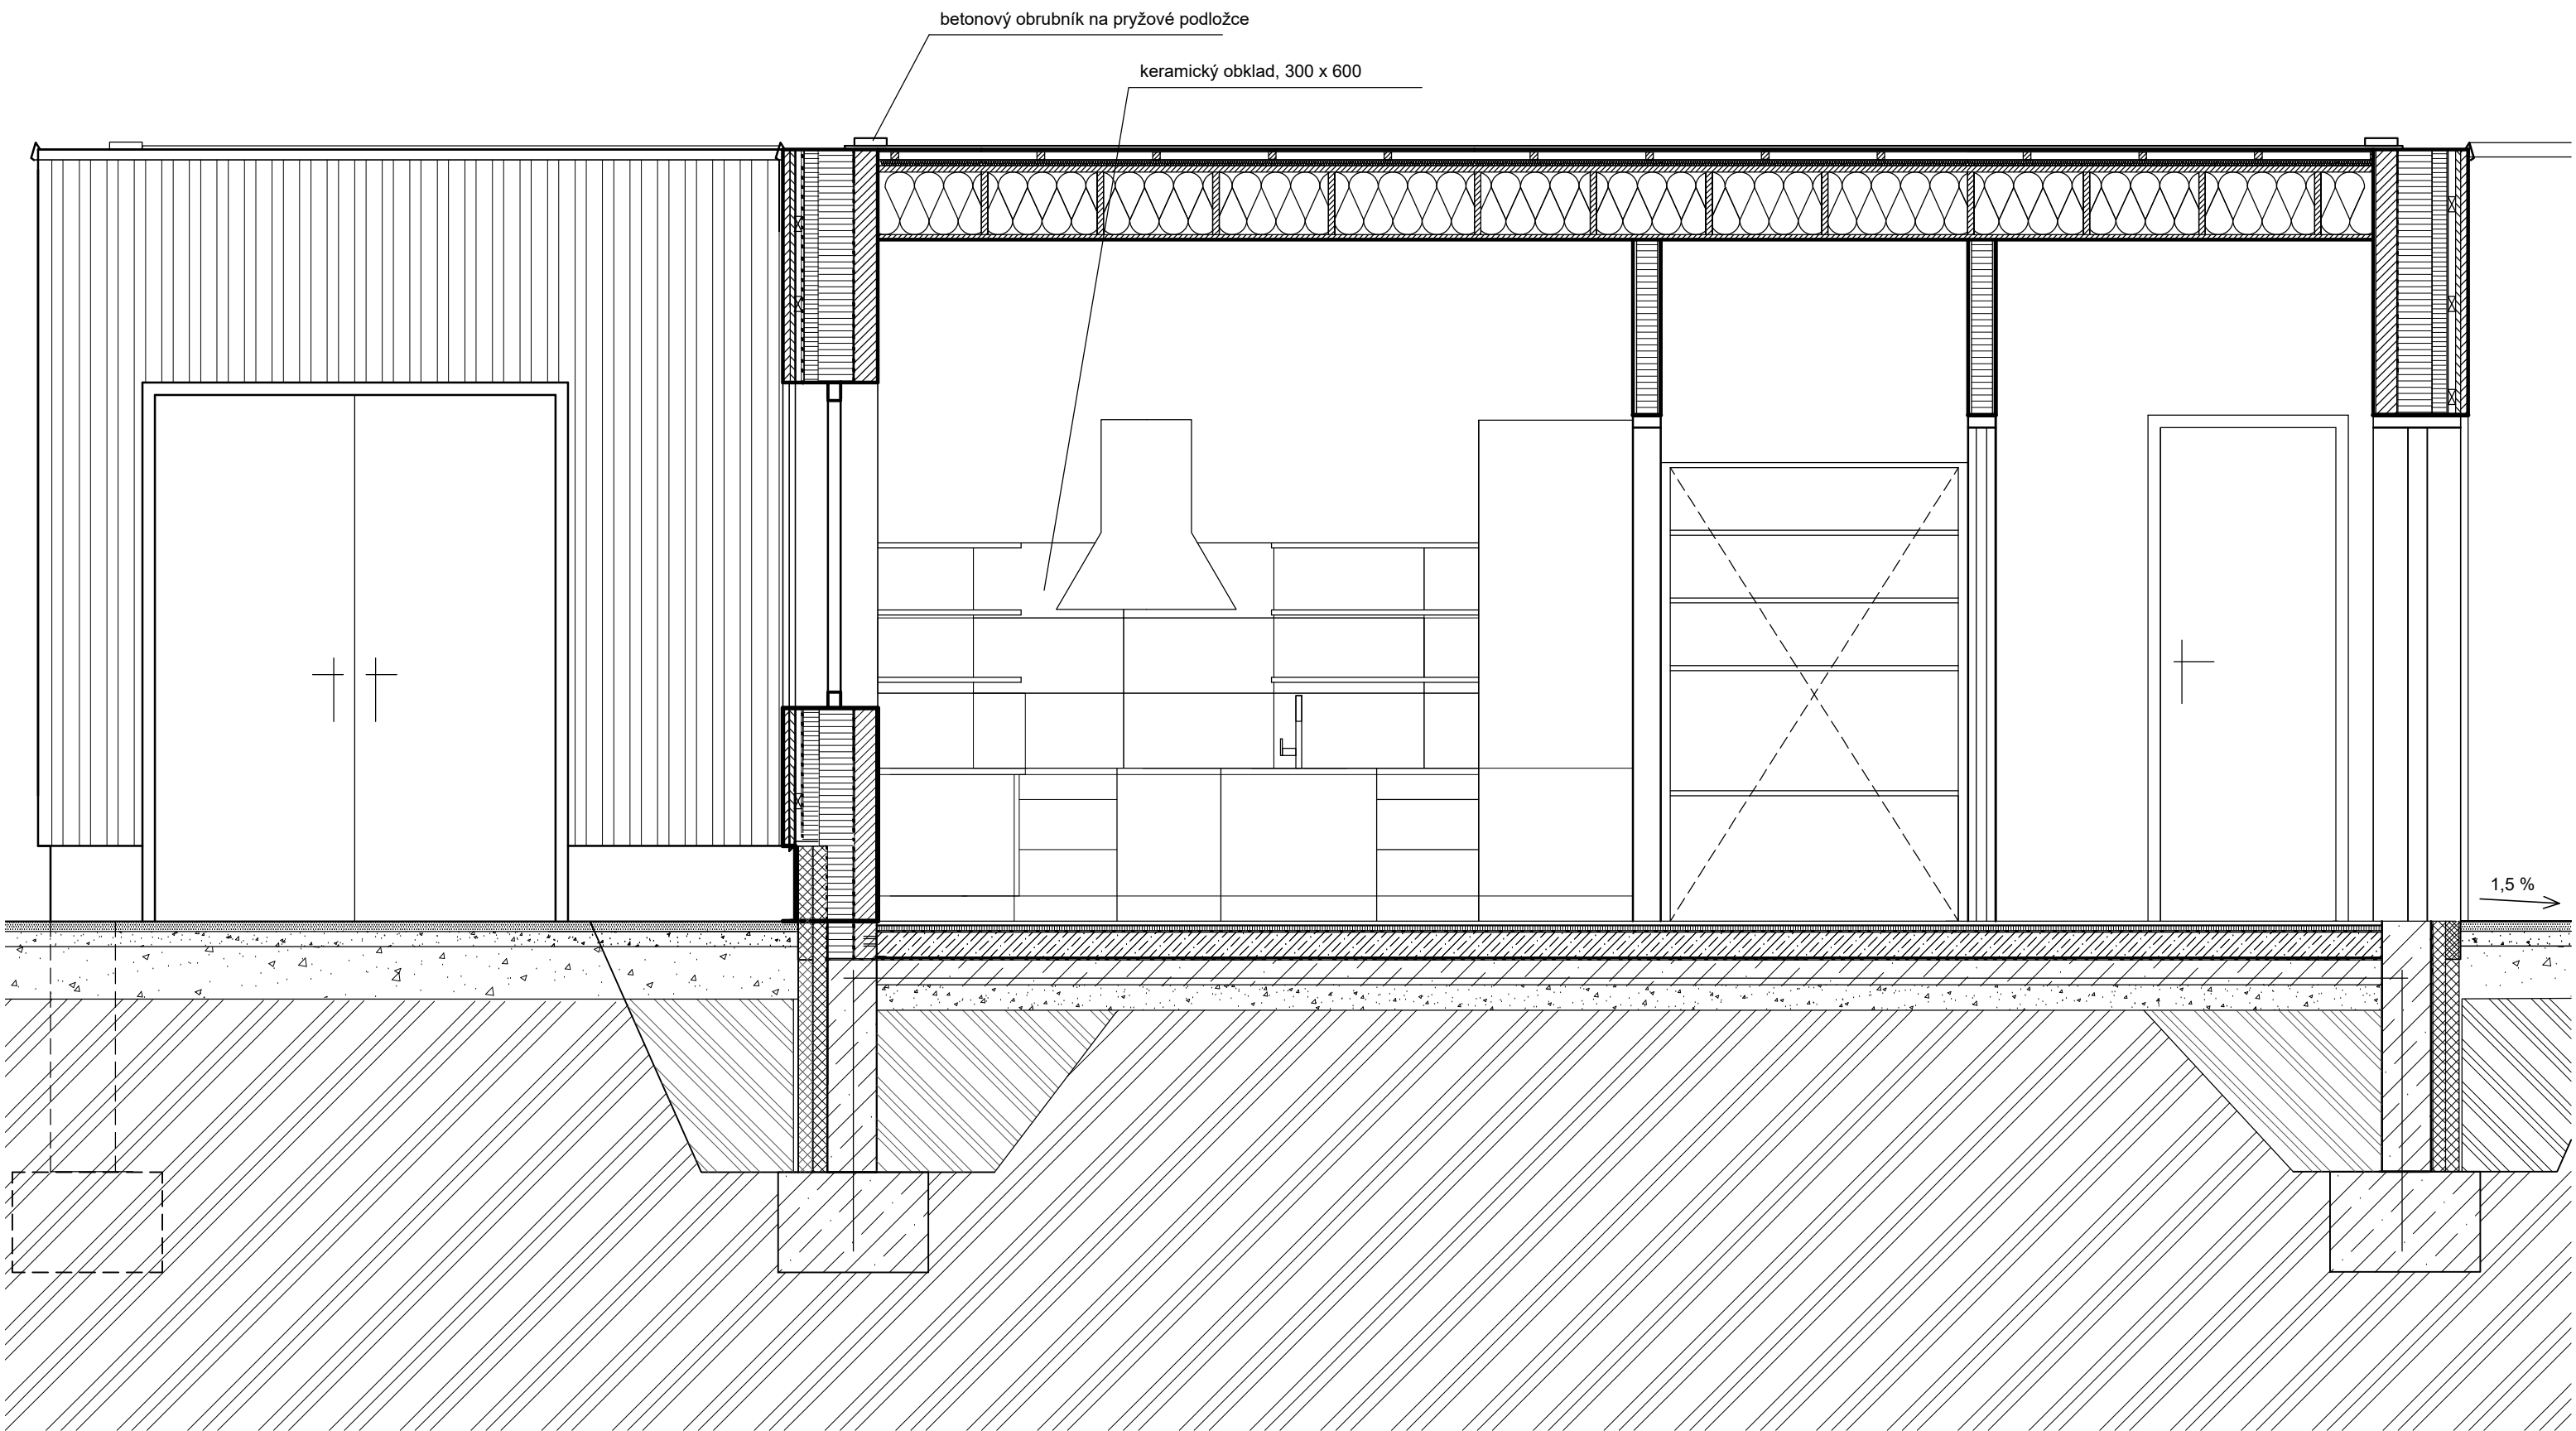 betonový obrubník na pryžové podložce
keramický obklad, 300 x 600
1,5 %